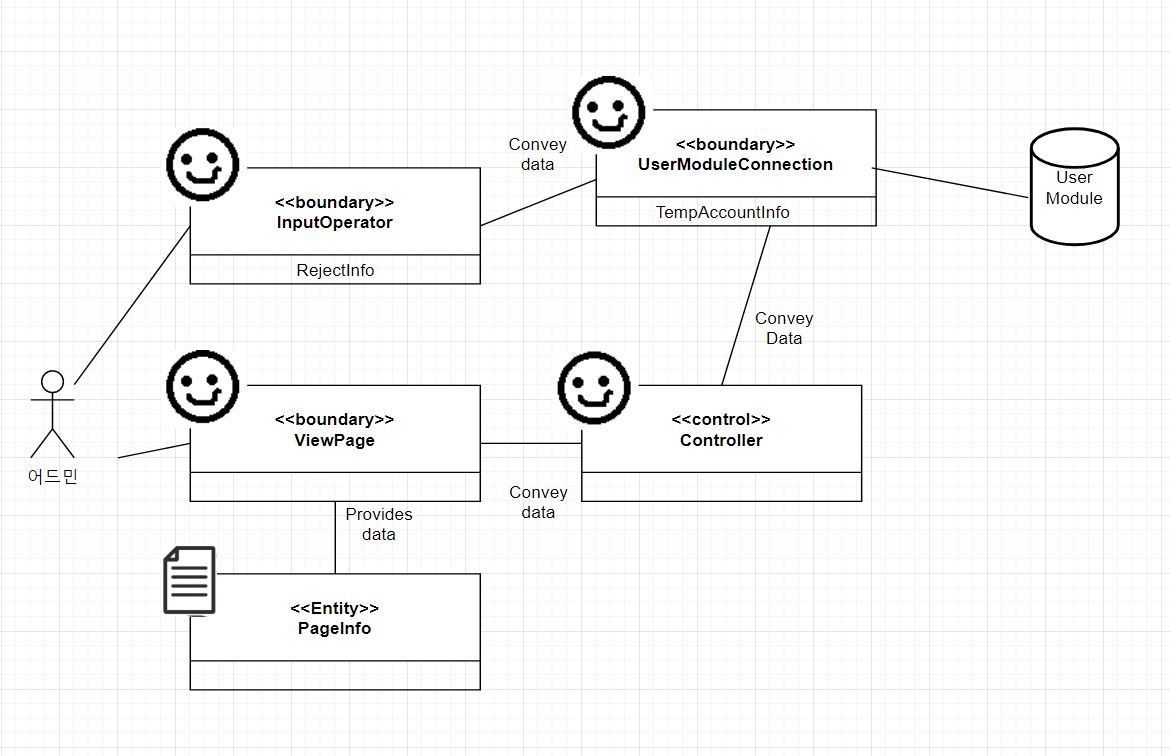 Convey
data
<<boundary>>
UserModuleConnection
TempAccountInfo
User
Module
<<boundary>>
InputOperator
RejectInfo
Convey
Data
어드민
<<boundary>>
ViewPage
<<control>>
Controller
Convey
data
Provides
data
<<Entity>>
PageInfo